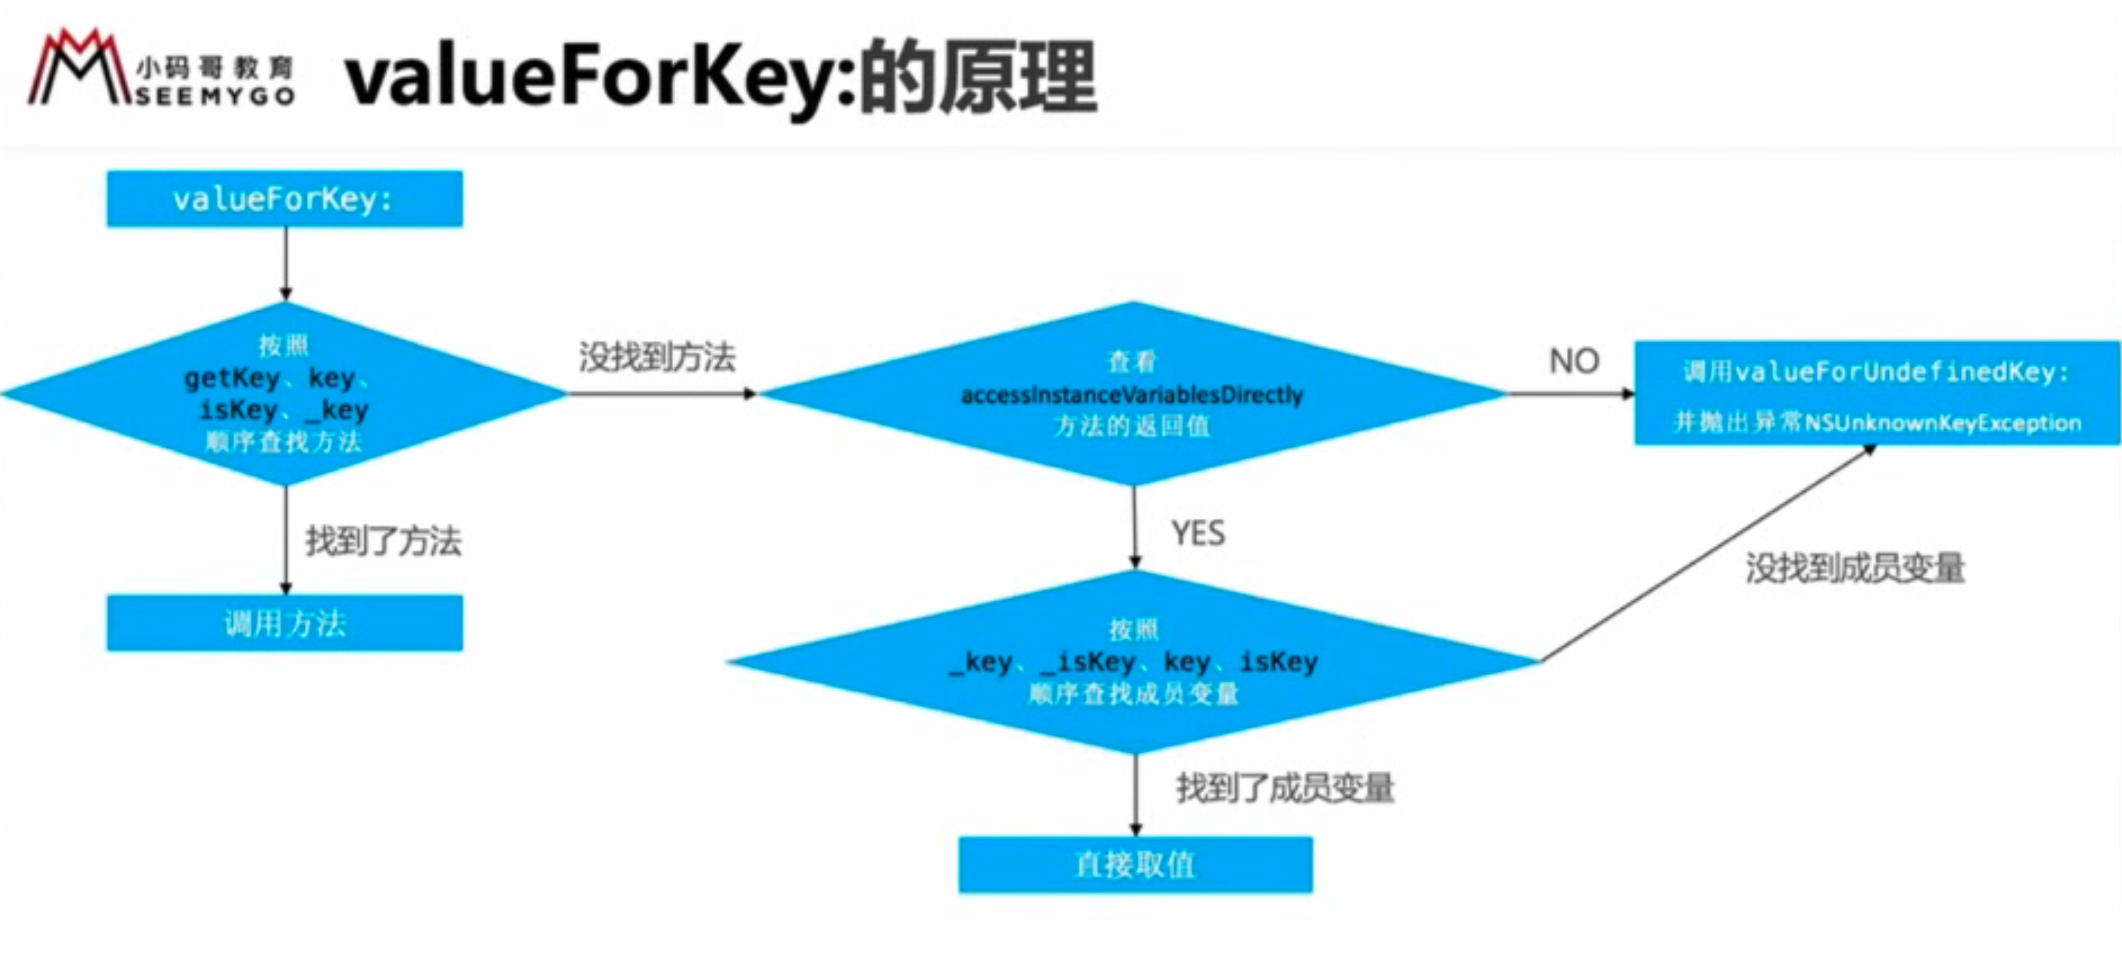 小码哥教育
SEEMYGO
valueForKey:的原理
valueForKey:
按照
getKey、key、
isKey、_key
顺序查找方法
没找到方法
查看
accessInstanceVariablesDirectly
方法的返回值
NO
调用valueForUndefinedKey:
并抛出异常NSUnknownKeyException
找到了方法
调用方法
YES
没找到成员变量
按照
_key、_isKey、key、isKey
顺序查找成员变量
找到了成员变量
直接取值